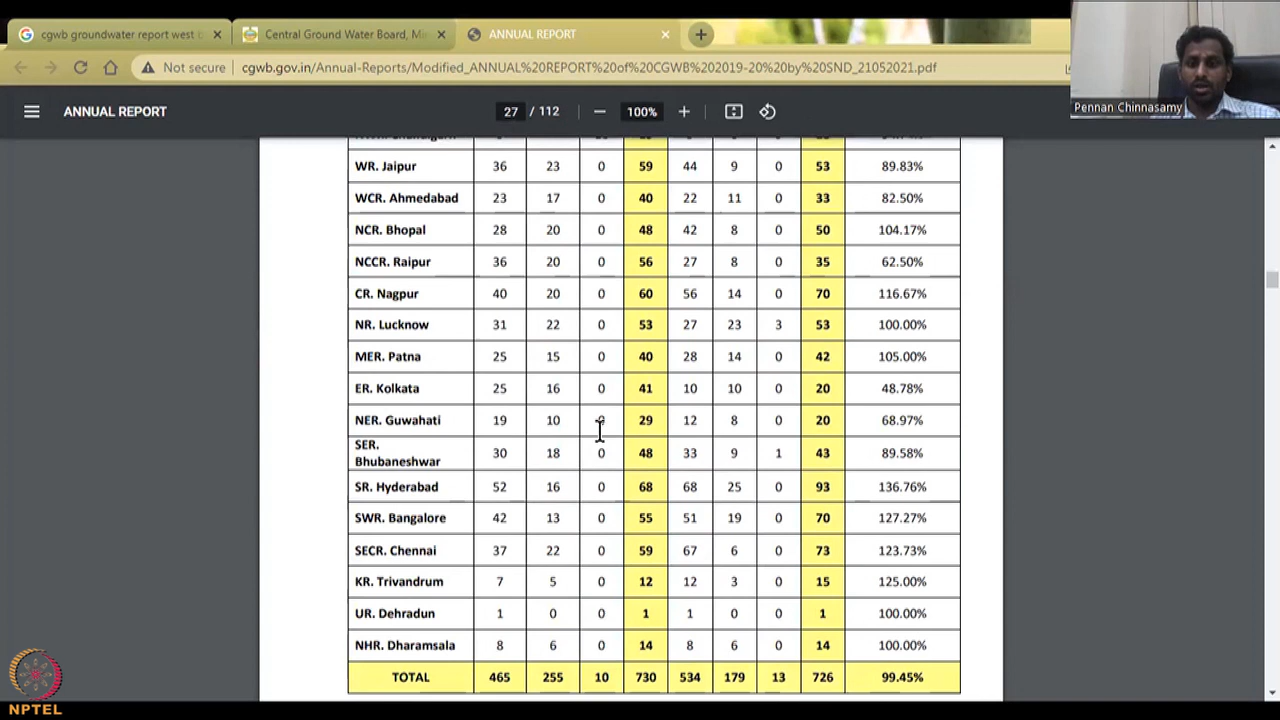 cgwb groundwater report west b
Central Ground Water Board, Mi
ANNUAL REPORT
Not secure
cgwb.gov.in/Annual-Reports/Modified_ANNUAL%20REPORT%20of%20CGWB%202019-20%20by%20SND_21052021.pdf
Pennan Chinnasamy
ANNUAL REPORT
27 / 112
100%
WR. Jaipur 36 23 0 59 44 9 0 53 89.83%
WCR. Ahmedabad 23 17 0 40 22 11 0 33 82.50%
NCR. Bhopal 28 20 0 48 42 8 0 50 104.17%
NCCR. Raipur 36 20 0 56 27 8 0 35 62.50%
CR. Nagpur 40 20 0 60 56 14 0 70 116.67%
NR. Lucknow 31 22 0 53 27 23 3 53 100.00%
MER. Patna 25 15 0 40 28 14 0 42 105.00%
ER. Kolkata 25 16 0 41 10 10 0 20 48.78%
NER. Guwahati 19 10 29 12 8 0 20 68.97%
SER.
Bhubaneshwar 30 18 0 48 33 9 1 43 89.58%
SR. Hyderabad 52 16 0 68 68 25 0 93 136.76%
SWR. Bangalore 42 13 0 55 51 19 0 70 127.27%
SECR. Chennai 37 22 0 59 67 6 0 73 123.73%
KR. Trivandrum 7 5 0 12 12 3 0 15 125.00%
UR. Dehradun 1 0 0 1 1 0 0 1 100.00%
NHR. Dharamsala 8 6 0 14 8 6 0 14 100.00%
TOTAL 465 255 10 730 534 179 13 726 99.45%
NPTEL